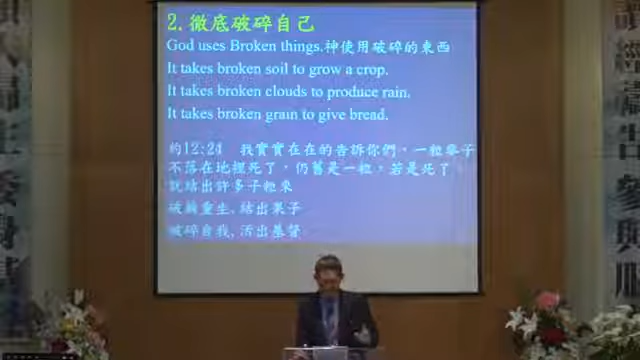 2.徹底破碎自己
God uses Broken things.神使用破碎的東西
It takes broken soil to grow a crop.
It takes broken clouds to produce rain.
It takes broken grain to give bread.
約12:24 我實實在在的告訴你們，一粒麥子
不落在地裡死了，仍舊是一粒，若是死了，
就結出許多子粒來
破繭重生,結出果子
破碎自我,活出基督